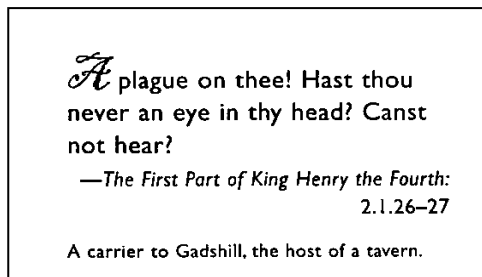 A plague on thee! Hast thou
never an eye in thy head? Canst
not hear?
—The First Part of King Henry the Fourth:
2.1.26–27
A carrier to Gadshill, the host of a tavern.